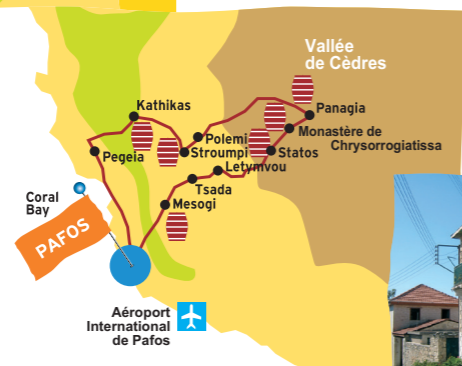 Vallée
de Cèdres
Kathikas
Panagia
Polemi
Monastère de
Chrysorrogiatissa
Pegeia
Stroumpi
Statos
Letymvou
Tsada
Coral
Bay
Mesogi
PAFOS
Aéroport
International
de Pafos